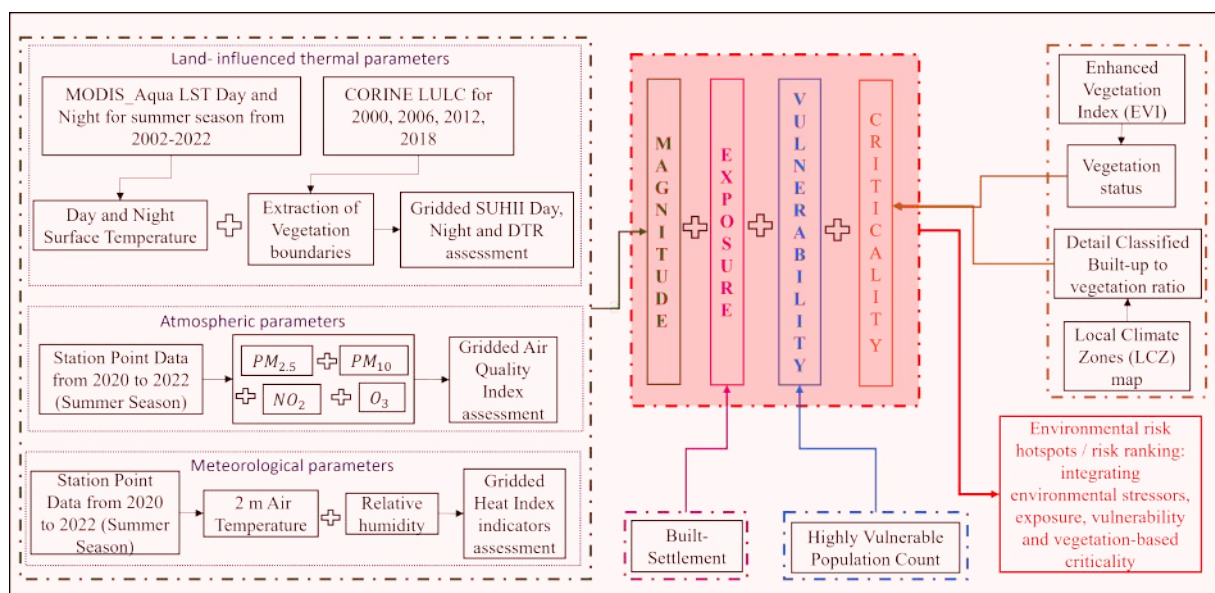 Land- influenced thermal parameters
MODIS_Aqua LST Day and
Night for summer season from
2002-2022
CORINE LULC for
2000, 2006, 2012,
2018
Day and Night
Surface Temperature
Extraction of
Vegetation
boundaries
Gridded SUHII Day,
Night and DTR
assessment
Atmospheric parameters
Station Point Data
from 2020 to 2022
(Summer Season)
PM2.5
PM10
NO2
O3
Gridded Air
Quality
Index
assessment
Meteorological parameters
Station Point
Data from 2020
to 2022 (Summer
Season)
2 m Air
Temperature
Relative
humidity
Gridded
Heat Index
indicators
assessment
MAGNITUDE
EXPOSURE
VULNERABILITY
CRITICALITY
Built-
Settlement
Highly Vulnerable
Population Count
Enhanced
Vegetation
Index (EVI)
Vegetation
status
Detail Classified
Built-up to
vegetation ratio
Local Climate
Zones (LCZ)
map
Environmental risk
hotspots / risk ranking:
integrating
environmental stressors,
exposure, vulnerability
and vegetation-based
criticality